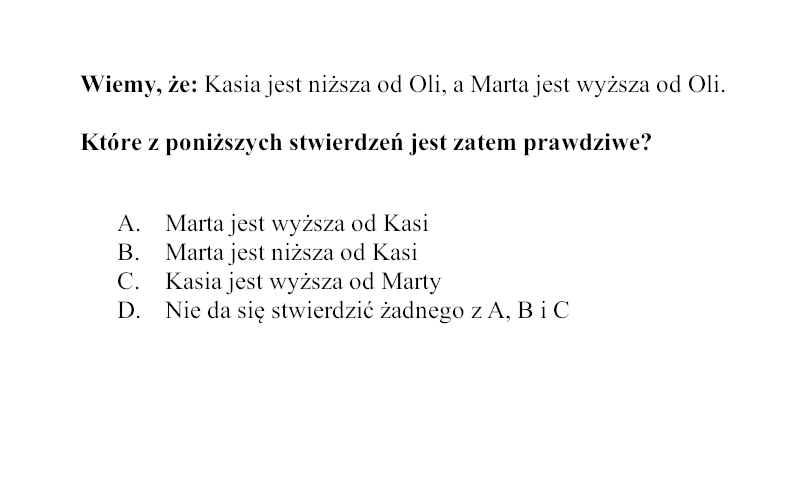 Wiemy, że: Kasia jest niższa od Oli, a Marta jest wyższa od Oli.
Które z poniższych stwierdzeń jest zatem prawdziwe?
A. Marta jest wyższa od Kasi
B. Marta jest niższa od Kasi
C. Kasia jest wyższa od Marty
D. Nie da się stwierdzić żadnego z A, B i C